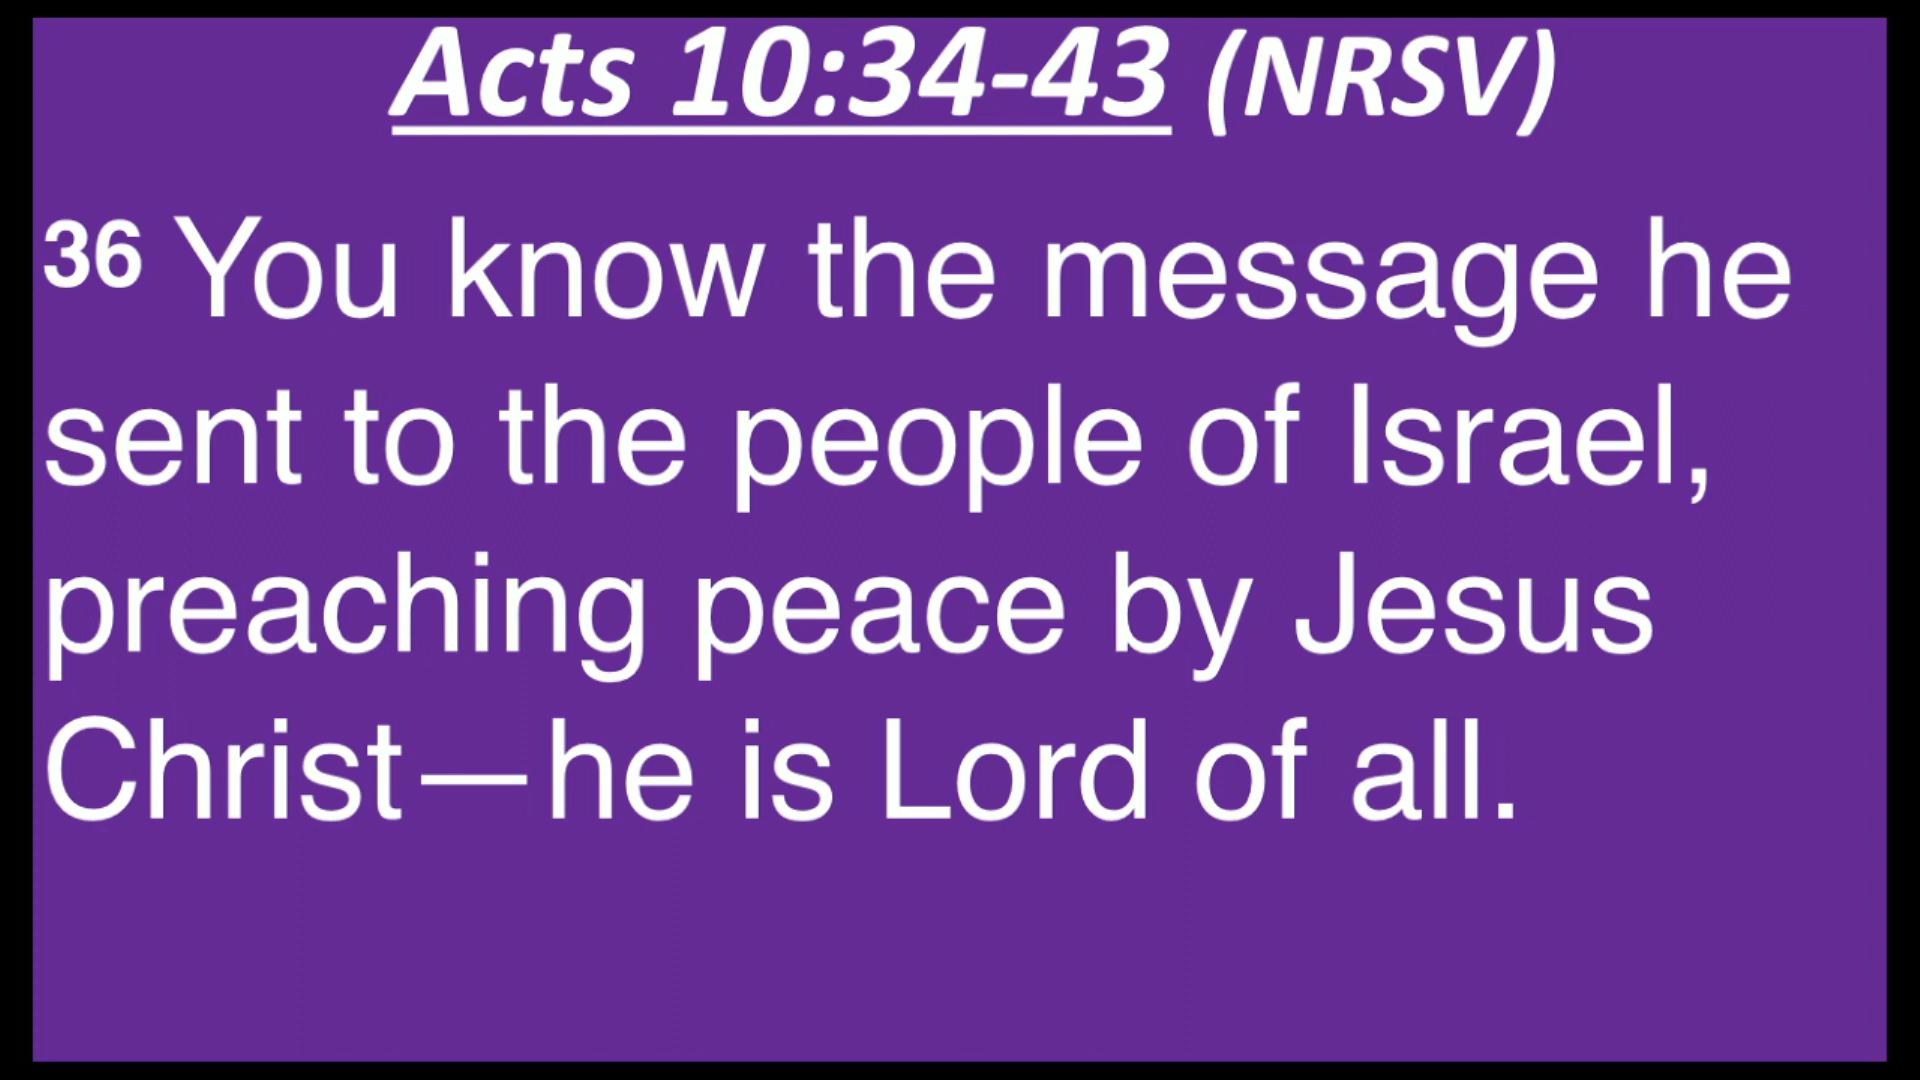 Acts 10:34-43 (NRSV)
36 You know the message he
sent to the people of Israel,
preaching peace by Jesus
Christ—he is Lord of all.